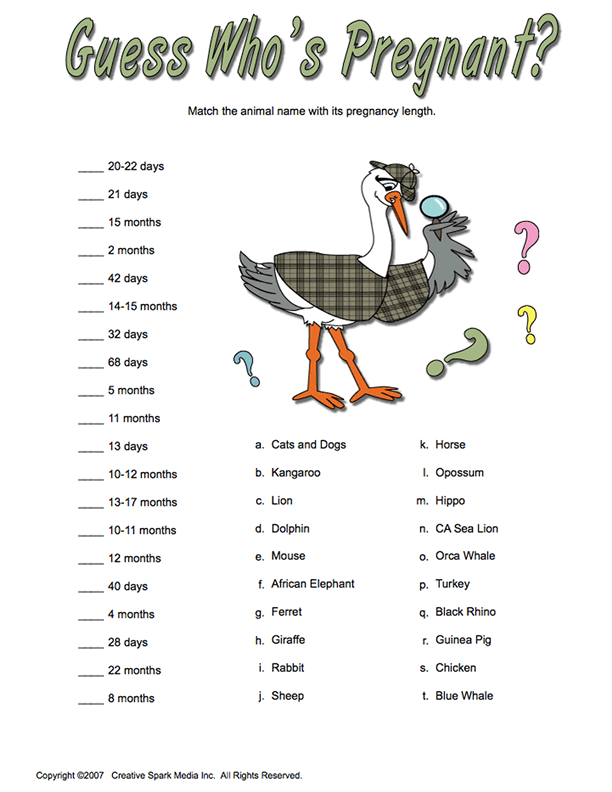 Guess Who's Pregnant?
Match the animal name with its pregnancy length.
____ 20-22 days
____ 21 days
____ 15 months
____ 2 months
____ 42 days
____ 14-15 months
____ 32 days
____ 68 days
____ 5 months
____ 11 months
____ 13 days
____ 10-12 months
____ 13-17 months
____ 10-11 months
____ 12 months
____ 40 days
____ 4 months
____ 28 days
____ 22 months
____ 8 months
a. Cats and Dogs
b. Kangaroo
c. Lion
d. Dolphin
e. Mouse
f. African Elephant
g. Ferret
h. Giraffe
i. Rabbit
j. Sheep
k. Horse
l. Opossum
m. Hippo
n. CA Sea Lion
o. Orca Whale
p. Turkey
q. Black Rhino
r. Guinea Pig
s. Chicken
t. Blue Whale
? ? ? ?
Copyright ©2007 Creative Spark Media Inc. All Rights Reserved.